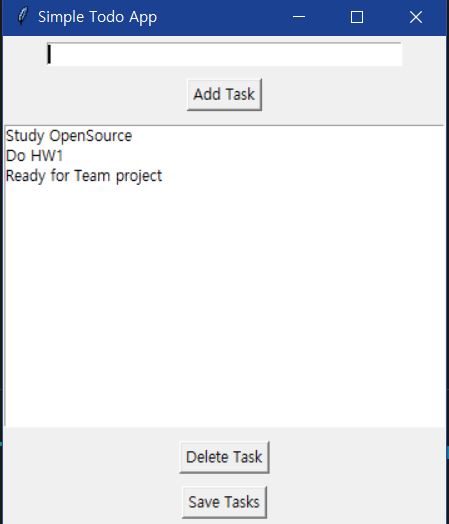 Simple Todo App
Add Task
Study OpenSource
Do HW1
Ready for Team project
Delete Task
Save Tasks